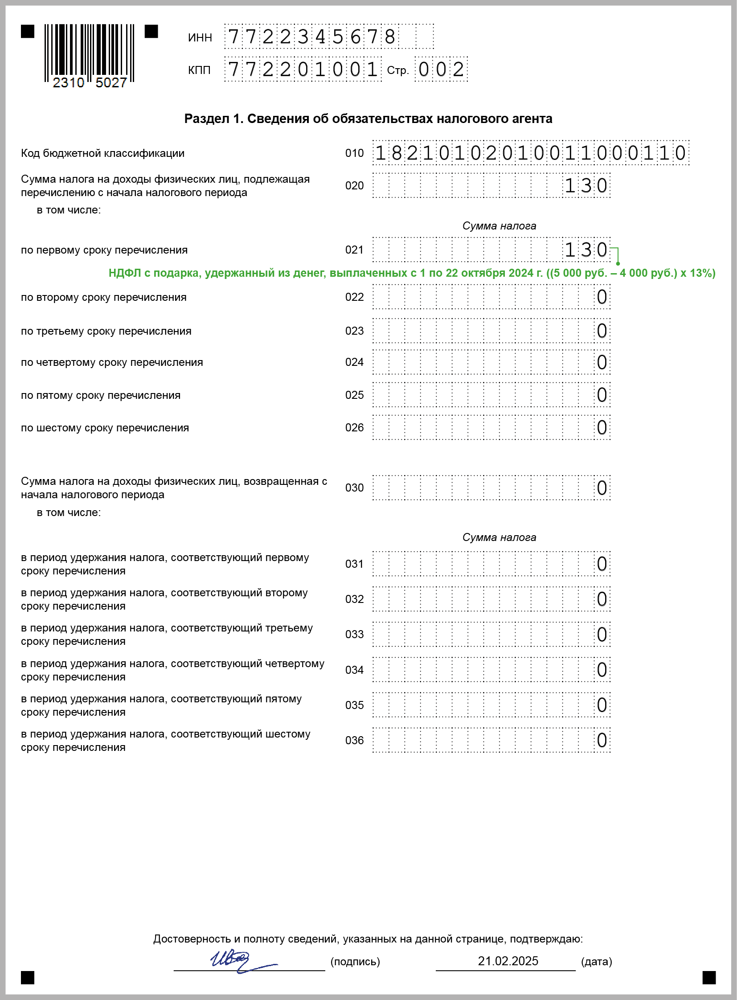 ИНН 7722345678
КПП 772201001 Стр. 002
2310 5027
Раздел 1. Сведения об обязательствах налогового агента
Код бюджетной классификации 010 18210102010011000110
Сумма налога на доходы физических лиц, подлежащая
перечислению с начала налогового периода 020 130
в том числе:
Сумма налога
по первому сроку перечисления 021 130
НДФЛ с подарка, удержанный из денег, выплаченных с 1 по 22 октября 2024 г. ((5 000 руб. – 4 000 руб.) х 13%)
по второму сроку перечисления 022 0
по третьему сроку перечисления 023 0
по четвертому сроку перечисления 024 0
по пятому сроку перечисления 025 0
по шестому сроку перечисления 026 0
Сумма налога на доходы физических лиц, возвращенная с
начала налогового периода 030 0
в том числе:
Сумма налога
в период удержания налога, соответствующий первому
сроку перечисления 031 0
в период удержания налога, соответствующий второму
сроку перечисления 032 0
в период удержания налога, соответствующий третьему
сроку перечисления 033 0
в период удержания налога, соответствующий четвертому
сроку перечисления 034 0
в период удержания налога, соответствующий пятому
сроку перечисления 035 0
в период удержания налога, соответствующий шестому
сроку перечисления 036 0
Достоверность и полноту сведений, указанных на данной странице, подтверждаю:
(подпись) 21.02.2025 (дата)